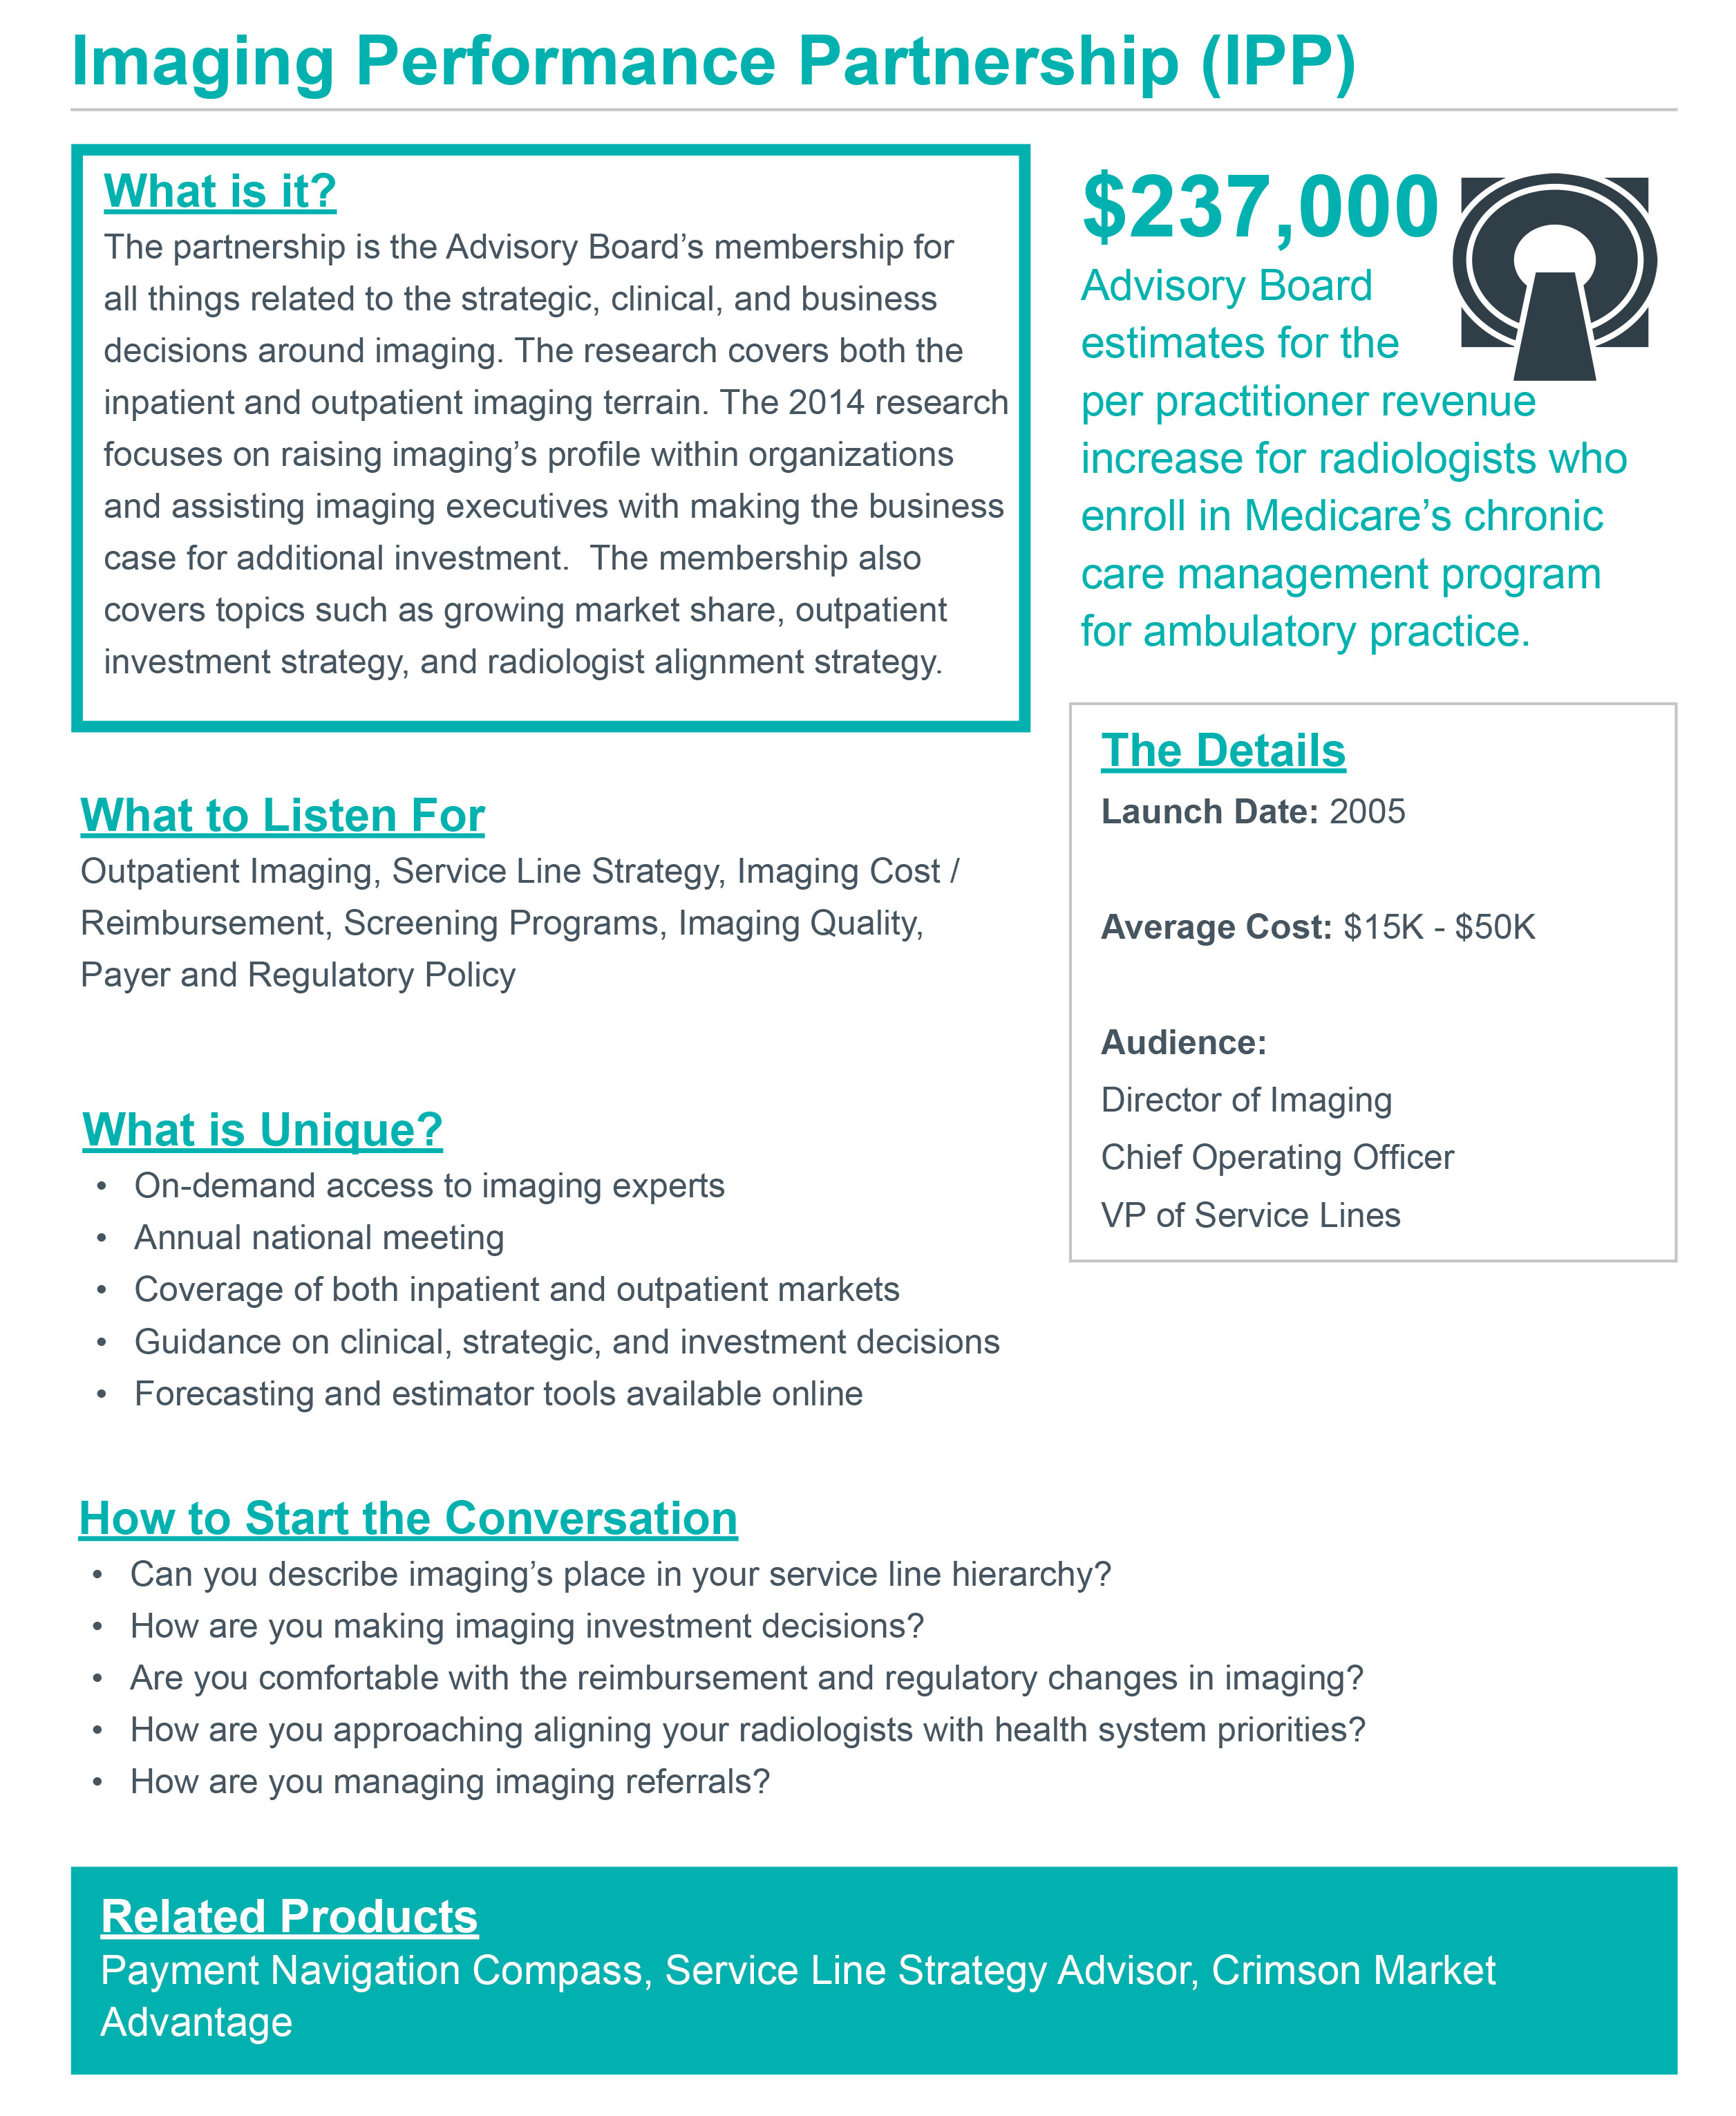 Imaging Performance Partnership (IPP)
What is it?
The partnership is the Advisory Board’s membership for
all things related to the strategic, clinical, and business
decisions around imaging. The research covers both the
inpatient and outpatient imaging terrain. The 2014 research
focuses on raising imaging’s profile within organizations
and assisting imaging executives with making the business
case for additional investment.  The membership also
covers topics such as growing market share, outpatient
investment strategy, and radiologist alignment strategy.
$237,000
Advisory Board
estimates for the
per practitioner revenue
increase for radiologists who
enroll in Medicare’s chronic
care management program
for ambulatory practice.
What to Listen For
Outpatient Imaging, Service Line Strategy, Imaging Cost /
Reimbursement, Screening Programs, Imaging Quality,
Payer and Regulatory Policy
The Details
Launch Date: 2005
Average Cost: $15K - $50K
Audience:
Director of Imaging
Chief Operating Officer
VP of Service Lines
What is Unique?
• On-demand access to imaging experts
• Annual national meeting
• Coverage of both inpatient and outpatient markets
• Guidance on clinical, strategic, and investment decisions
• Forecasting and estimator tools available online
How to Start the Conversation
• Can you describe imaging’s place in your service line hierarchy?
• How are you making imaging investment decisions?
• Are you comfortable with the reimbursement and regulatory changes in imaging?
• How are you approaching aligning your radiologists with health system priorities?
• How are you managing imaging referrals?
Related Products
Payment Navigation Compass, Service Line Strategy Advisor, Crimson Market
Advantage